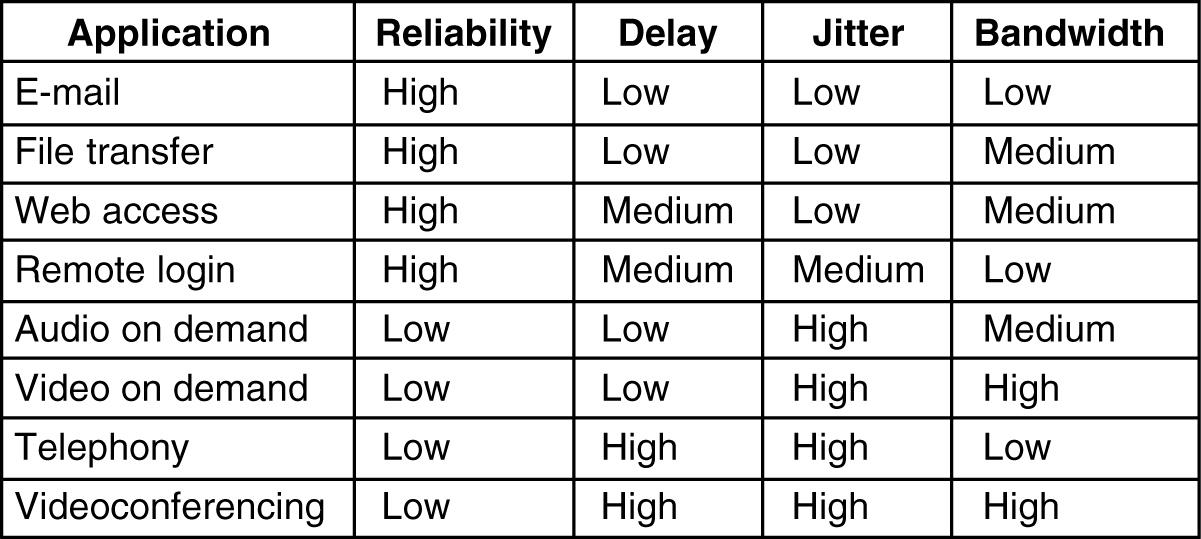 Application Reliability Delay Jitter Bandwidth
E-mail High Low Low Low
File transfer High Low Low Medium
Web access High Medium Low Medium
Remote login High Medium Medium Low
Audio on demand Low Low High Medium
Video on demand Low Low High High
Telephony Low High High Low
Videoconferencing Low High High High